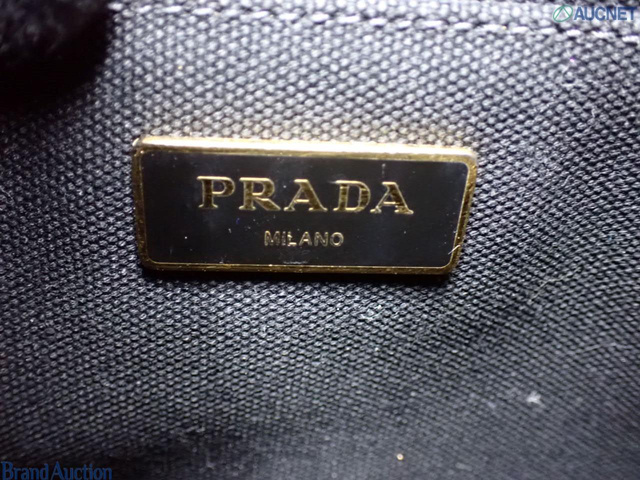 AUCNET
PRADA
MILANO
Brand Auction